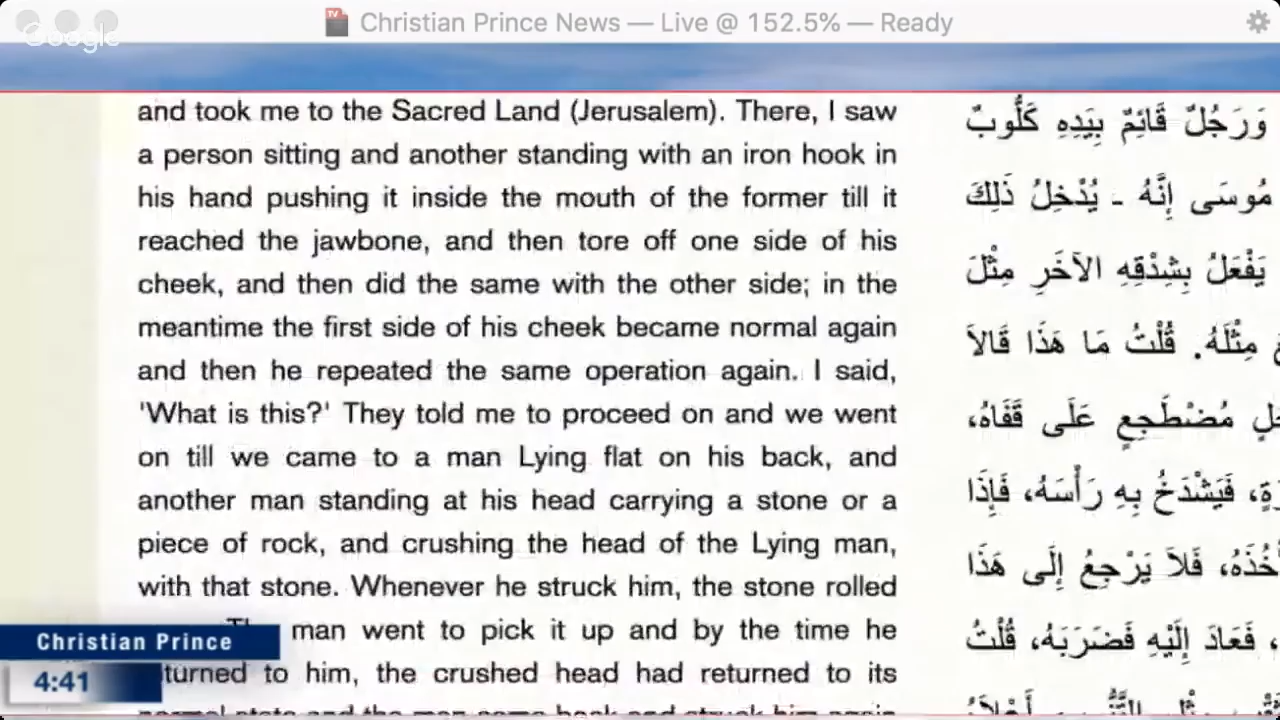 Christian Prince News — Live @ 152.5% — Ready
Google
and took me to the Sacred Land (Jerusalem). There, I saw
a person sitting and another standing with an iron hook in
his hand pushing it inside the mouth of the former till it
reached the jawbone, and then tore off one side of his
cheek, and then did the same with the other side; in the
meantime the first side of his cheek became normal again
and then he repeated the same operation again. I said,
'What is this?' They told me to proceed on and we went
on till we came to a man Lying flat on his back, and
another man standing at his head carrying a stone or a
piece of rock, and crushing the head of the Lying man,
with that stone. Whenever he struck him, the stone rolled
man went to pick it up and by the time he
turned to him, the crushed head had returned to its
وَرَجُلٌ قَائِمٌ بِيَدِهِ كَلُّوبٌ
مُوسَى إِنَّهُ ـ يُدْخِلُ ذَلِكَ
يَفْعَلُ بِشِدْقِهِ الآخَرِ مِثْلَ
مِثْلَهُ. قُلْتُ مَا هَذَا قَالاَ
مُضْطَجِعٍ عَلَى قَفَاهُ،
فَيَشْدَخُ بِهِ رَأْسَهُ، فَإِذَا
فَلاَ يَرْجِعُ إِلَى هَذَا
، فَعَادَ إِلَيْهِ فَضَرَبَهُ، قُلْتُ
Christian Prince
4:41